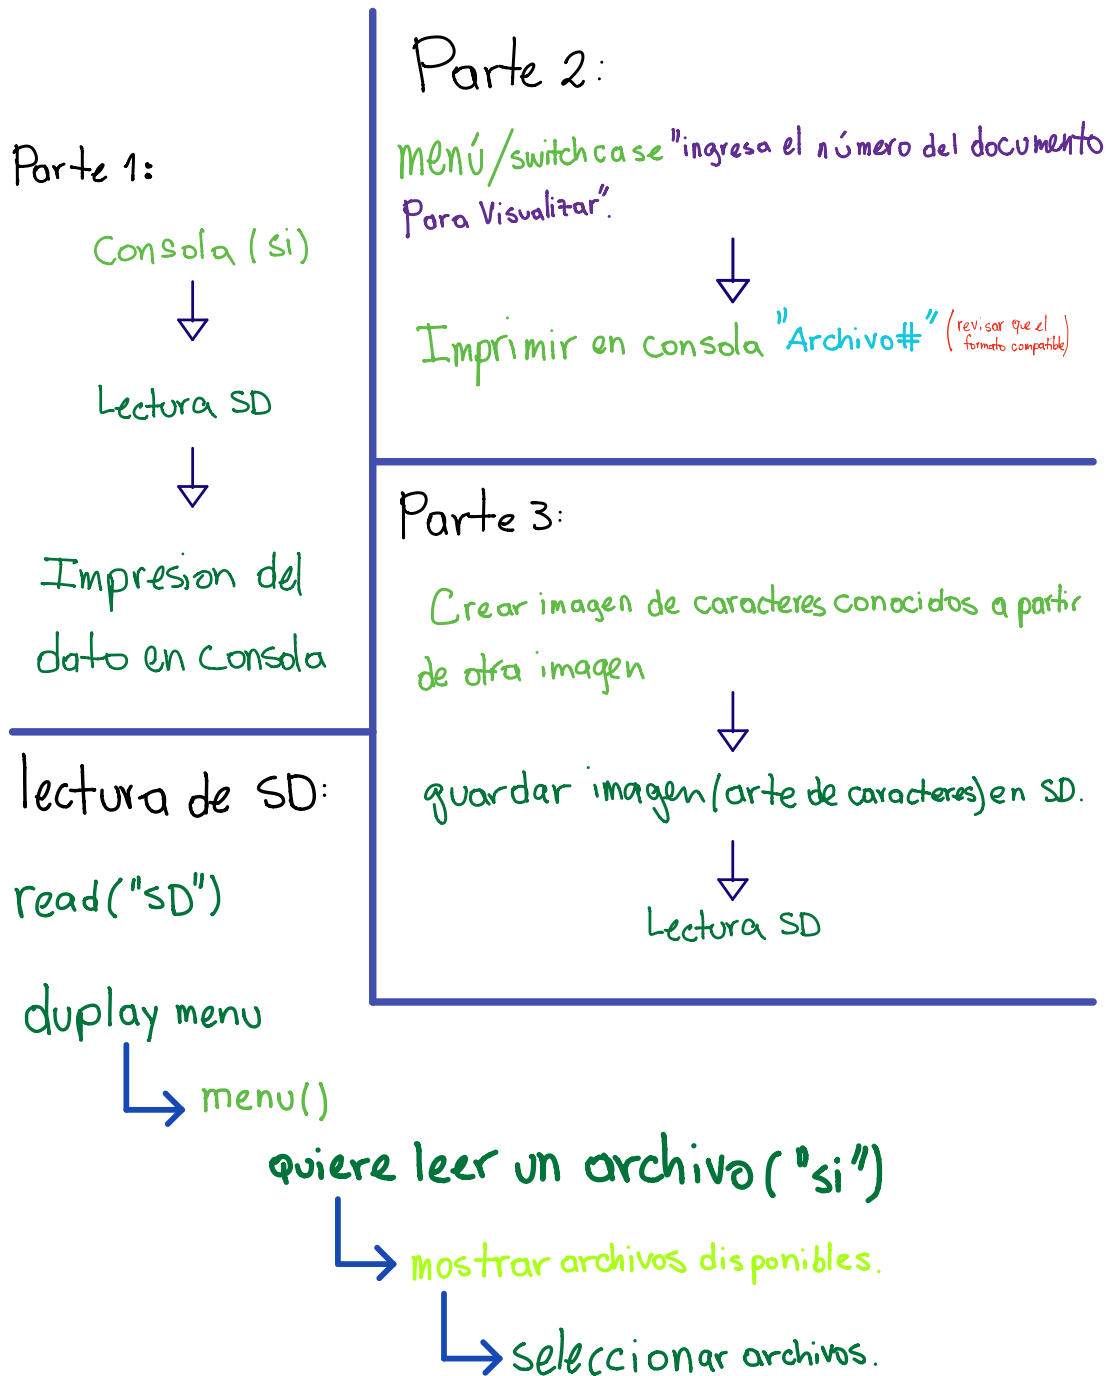 Parte 1:
Consola (si)
Lectura SD
Impresion del
dato en consola
Parte 2:
menú/switch case "ingresa el número del documento
Para Visualizar".
Imprimir en consola "Archivo#" (revisar que el
formato compatible)
Parte 3:
Crear imagen de caracteres conocidos a partir
de otra imagen
guardar imagen (arte de caracteres) en SD.
Lectura SD
lectura de SD:
read("SD")
duplay menu
menu()
quiere leer un archivo ("si")
mostrar archivos disponibles.
seleccionar archivos.